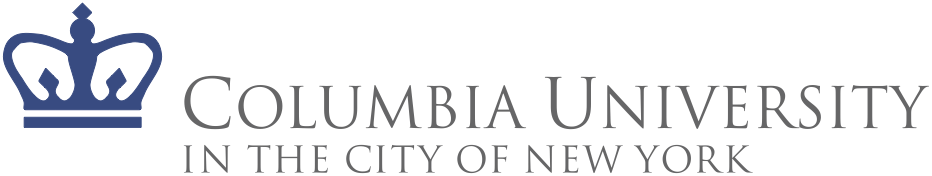 COLUMBIA UNIVERSITY
IN THE CITY OF NEW YORK